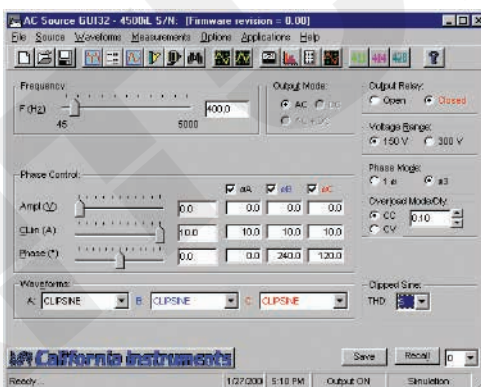 AC Source GUI32 - 4500iL S/N: [Firmware revision = 0.00]
File Source Waveforms Measurements Options Applications Help
411 414 420 ?
Frequency:
F (Hz)
45 5000
400.0
Output Mode:
AC DC
AC + DC
Output Relay:
Open Closed
Voltage Range:
150 V 300 V
Phase Mode:
1 ø ø3
Phase Control:
øA øB øC
Ampl (V) 0.0 0.0 0.0 0.0
CLim (A) 10.0 10.0 10.0 10.0
Phase (°) 0.0 0.0 240.0 120.0
Overload Mode/Dly:
CC 0.10
CV
Waveforms:
A: CLIPSINE B: CLIPSINE C: CLIPSINE
Clipped Sine:
THD:
California Instruments
Save Recall 0
Ready... 1/27/200 5:10 PM Output ON Simulation